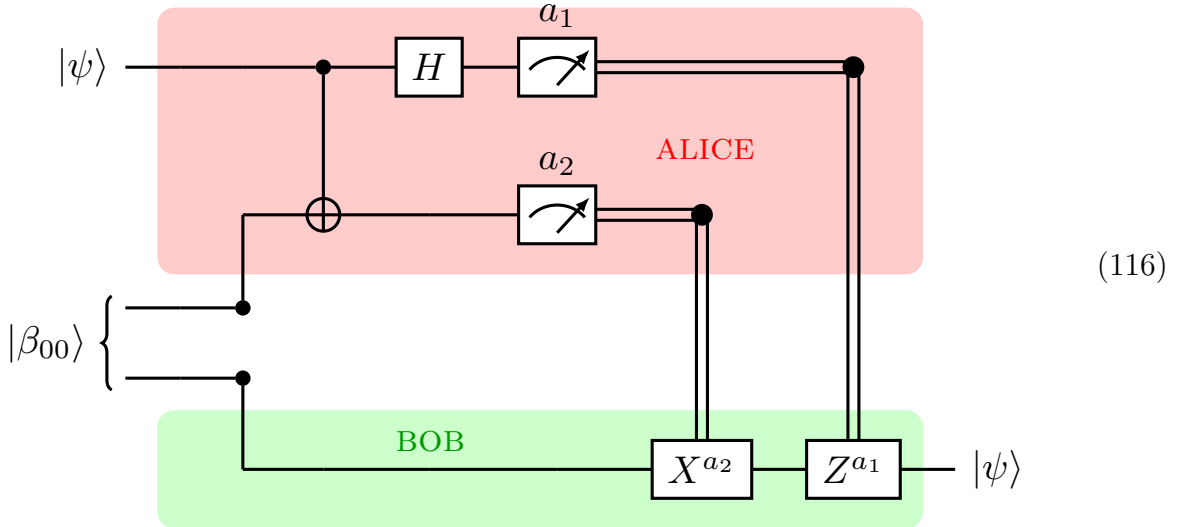 a₁
|ψ⟩
H
ALICE
a₂
(116)
|β₀₀⟩
BOB
X^{a₂}
Z^{a₁}
|ψ⟩